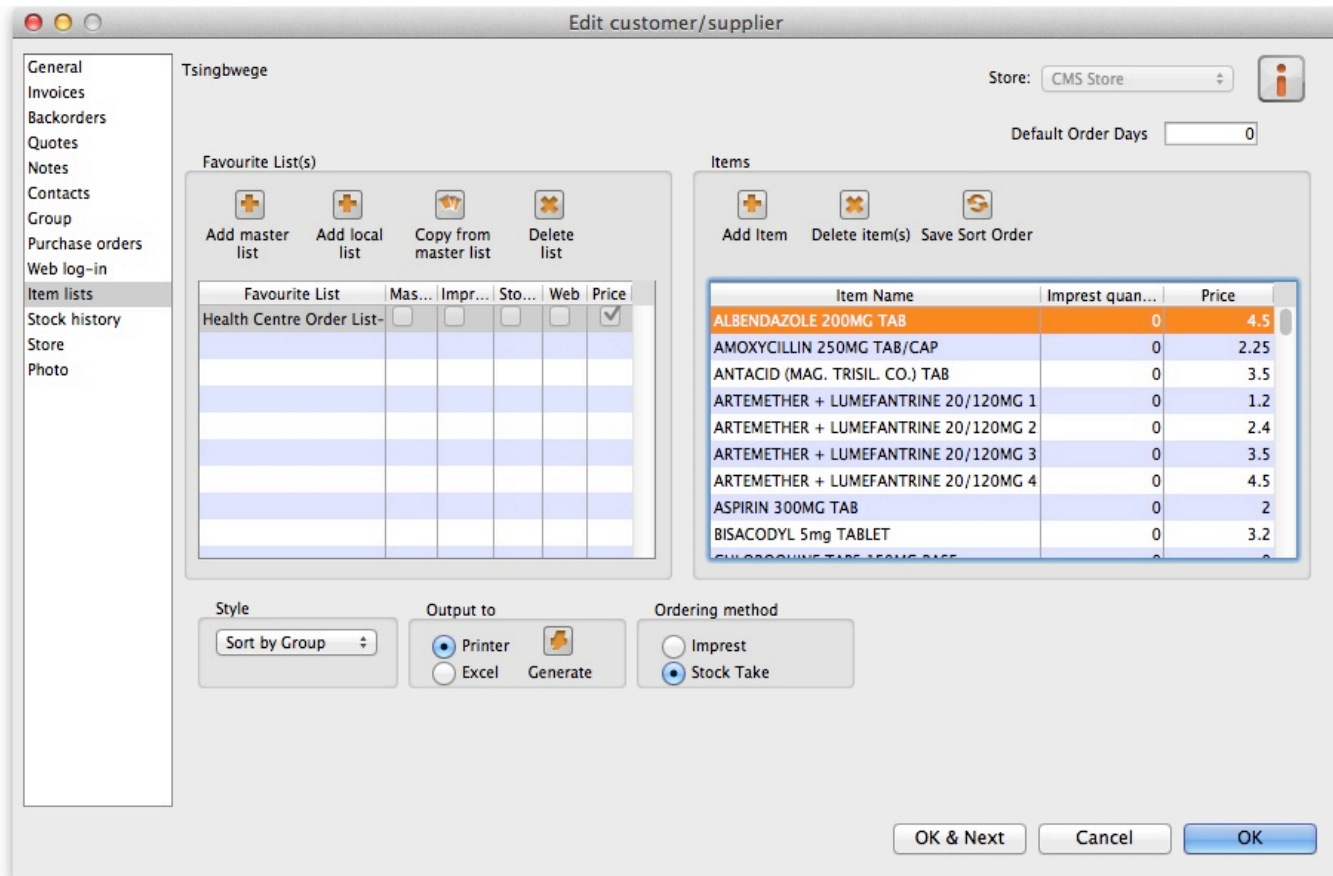 Edit customer/supplier
General
Invoices
Backorders
Quotes
Notes
Contacts
Group
Purchase orders
Web log-in
Item lists
Stock history
Store
Photo
Tsingbwege
Store: CMS Store
Default Order Days 0
Favourite List(s)
Add master list
Add local list
Copy from master list
Delete list
Favourite List Mas... Impr... Sto... Web Price
Health Centre Order List-
Items
Add Item Delete item(s) Save Sort Order
Item Name Imprest quan... Price
ALBENDAZOLE 200MG TAB 0 4.5
AMOXYCILLIN 250MG TAB/CAP 0 2.25
ANTACID (MAG. TRISIL. CO.) TAB 0 3.5
ARTEMETHER + LUMEFANTRINE 20/120MG 1 0 1.2
ARTEMETHER + LUMEFANTRINE 20/120MG 2 0 2.4
ARTEMETHER + LUMEFANTRINE 20/120MG 3 0 3.5
ARTEMETHER + LUMEFANTRINE 20/120MG 4 0 4.5
ASPIRIN 300MG TAB 0 2
BISACODYL 5mg TABLET 0 3.2
Style
Sort by Group
Output to
Printer
Excel
Generate
Ordering method
Imprest
Stock Take
OK & Next Cancel OK